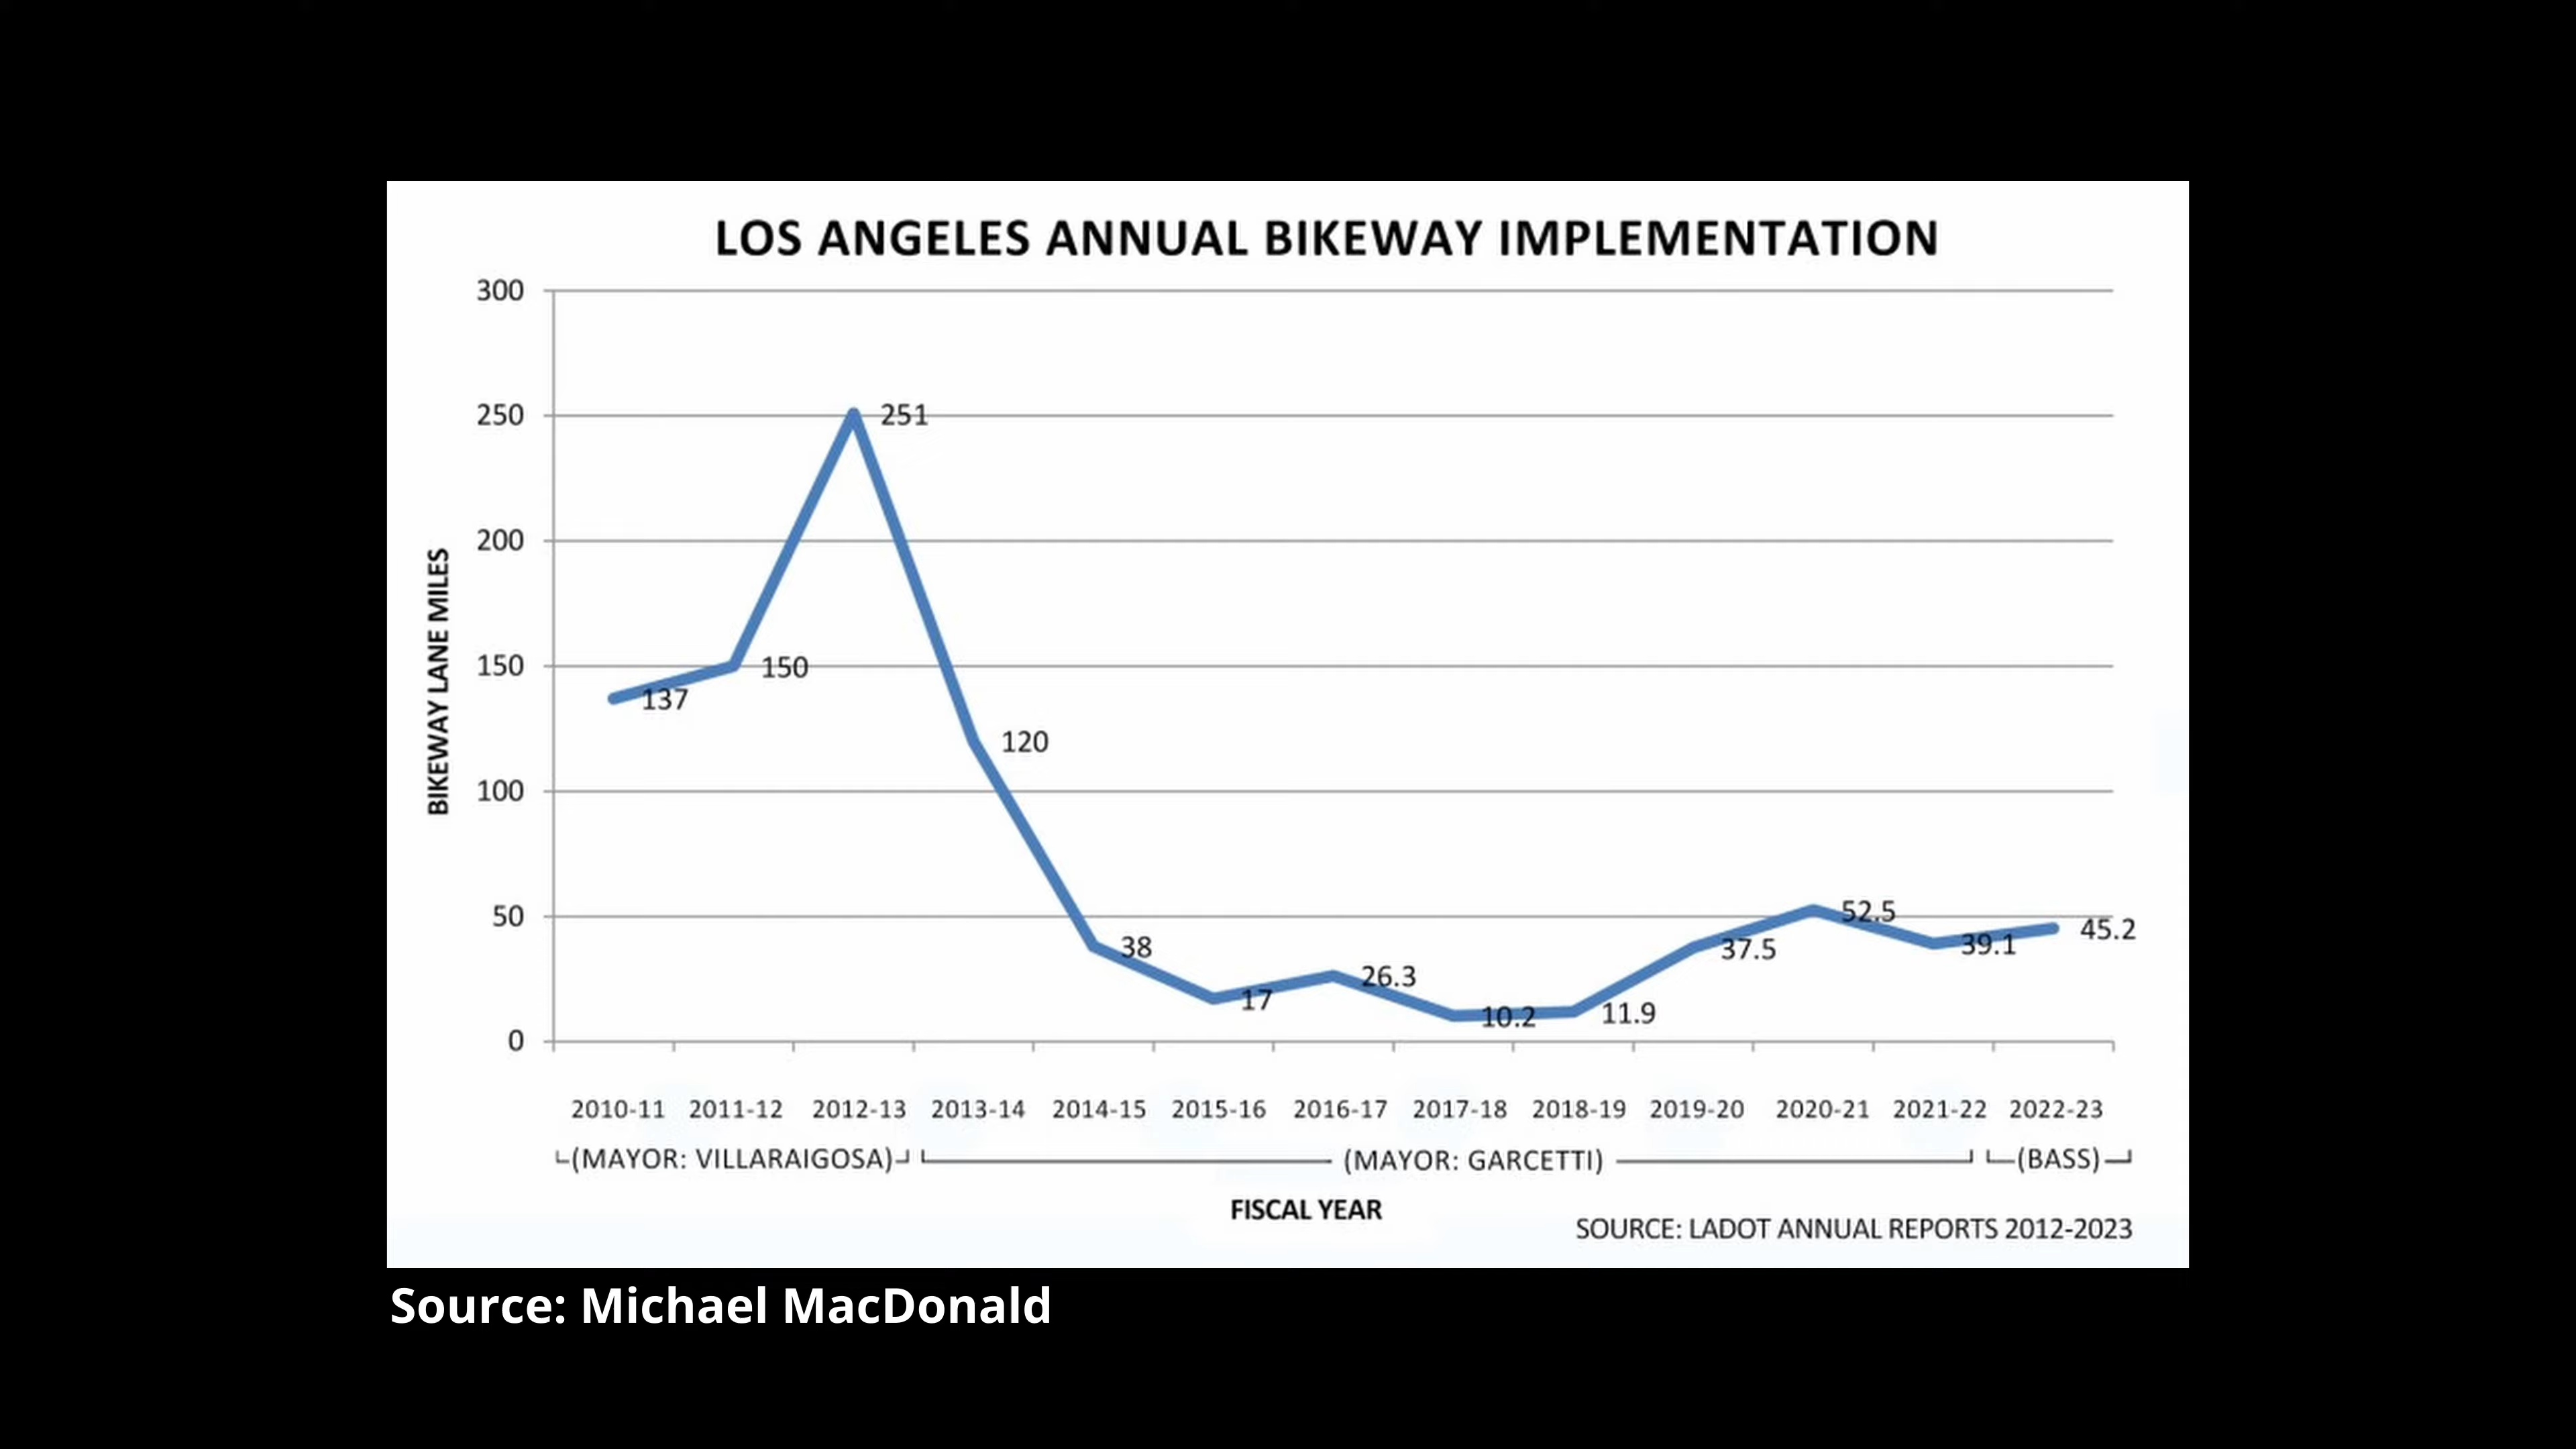 LOS ANGELES ANNUAL BIKEWAY IMPLEMENTATION
300
250
200
150
100
50
0
BIKEWAY LANE MILES
137
150
251
120
38
17
26.3
10.2
11.9
37.5
52.5
39.1
45.2
2010-11 2011-12 2012-13 2013-14 2014-15 2015-16 2016-17 2017-18 2018-19 2019-20 2020-21 2021-22 2022-23
(MAYOR: VILLARAIGOSA) (MAYOR: GARCETTI) (BASS)
FISCAL YEAR
SOURCE: LADOT ANNUAL REPORTS 2012-2023
Source: Michael MacDonald